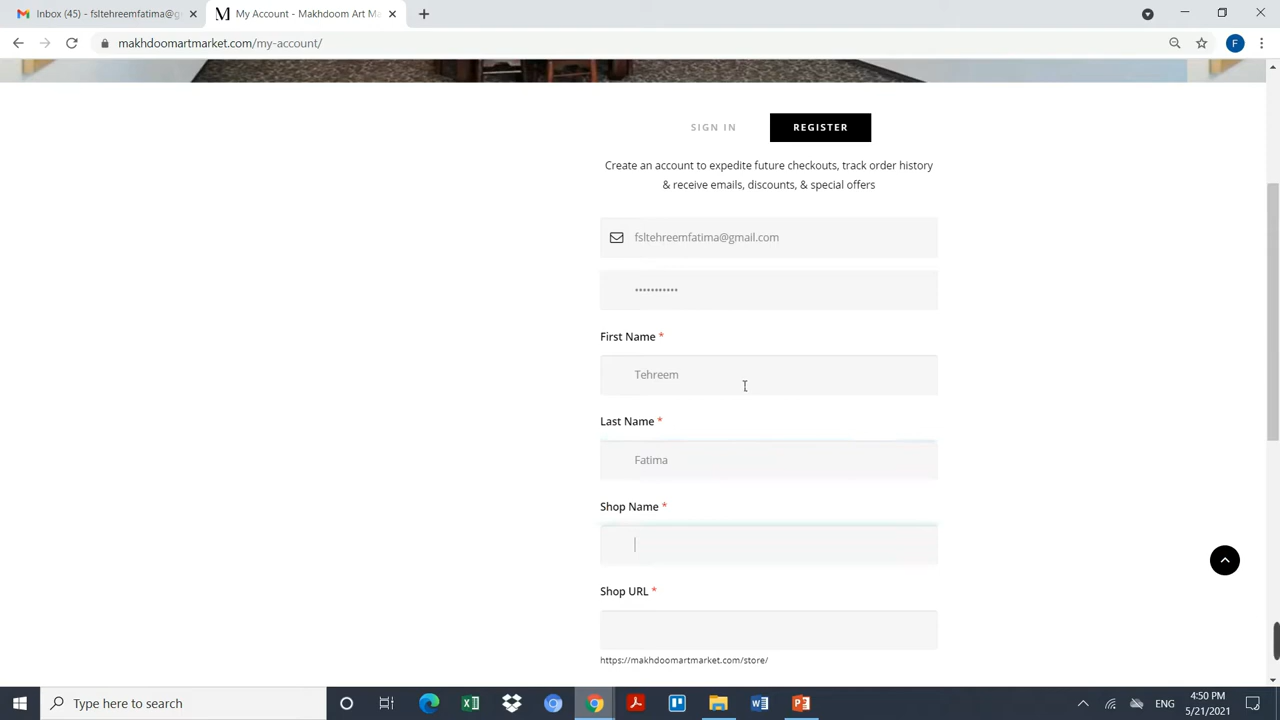 Inbox (45) - fsltehreemfatima@g
My Account - Makhdoom Art Ma
makhdoomartmarket.com/my-account/
F
SIGN IN
REGISTER
Create an account to expedite future checkouts, track order history
& receive emails, discounts, & special offers
fsltehreemfatima@gmail.com
•••••••••••
First Name *
Tehreem
Last Name *
Fatima
Shop Name *
Shop URL *
https://makhdoomartmarket.com/store/
Type here to search
ENG
4:50 PM
5/21/2021